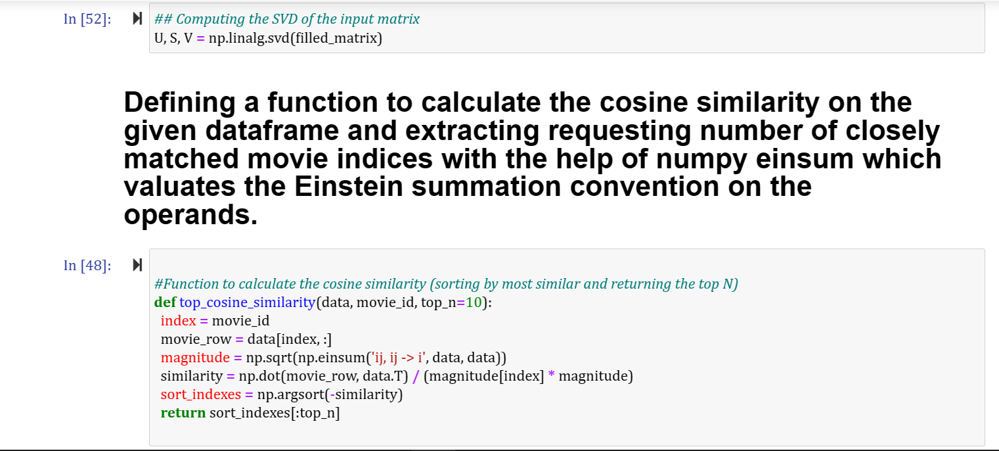 In [52]:
## Computing the SVD of the input matrix
U, S, V = np.linalg.svd(filled_matrix)
Defining a function to calculate the cosine similarity on the
given dataframe and extracting requesting number of closely
matched movie indices with the help of numpy einsum which
valuates the Einstein summation convention on the
operands.
In [48]:
#Function to calculate the cosine similarity (sorting by most similar and returning the top N)
def top_cosine_similarity(data, movie_id, top_n=10):
index = movie_id
movie_row = data[index, :]
magnitude = np.sqrt(np.einsum('ij, ij -> i', data, data))
similarity = np.dot(movie_row, data.T) / (magnitude[index] * magnitude)
sort_indexes = np.argsort(-similarity)
return sort_indexes[:top_n]